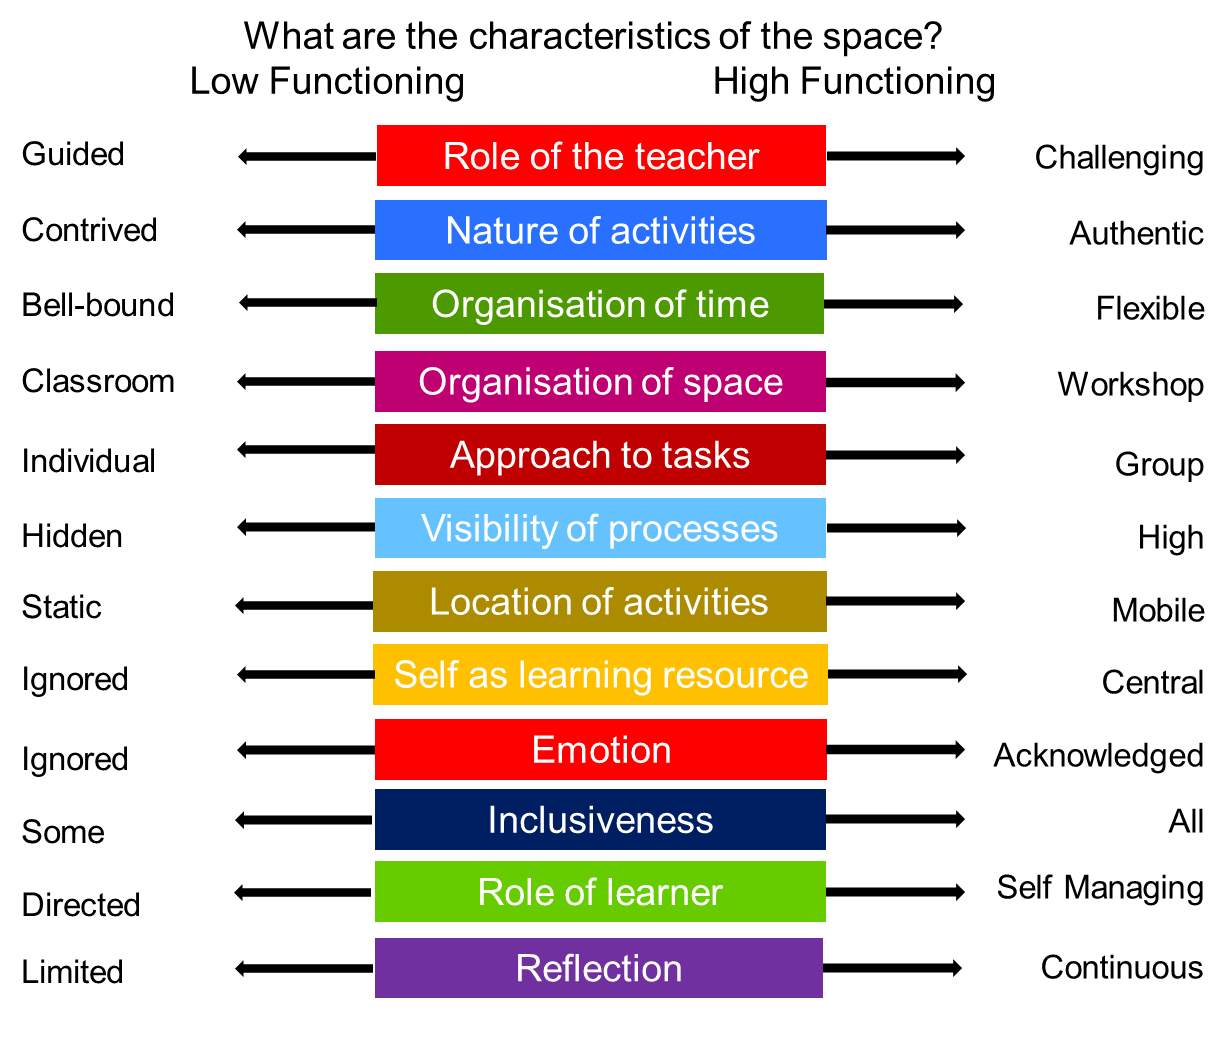 What are the characteristics of the space?
Low Functioning High Functioning
Guided Role of the teacher Challenging
Contrived Nature of activities Authentic
Bell-bound Organisation of time Flexible
Classroom Organisation of space Workshop
Individual Approach to tasks Group
Hidden Visibility of processes High
Static Location of activities Mobile
Ignored Self as learning resource Central
Ignored Emotion Acknowledged
Some Inclusiveness All
Directed Role of learner Self Managing
Limited Reflection Continuous